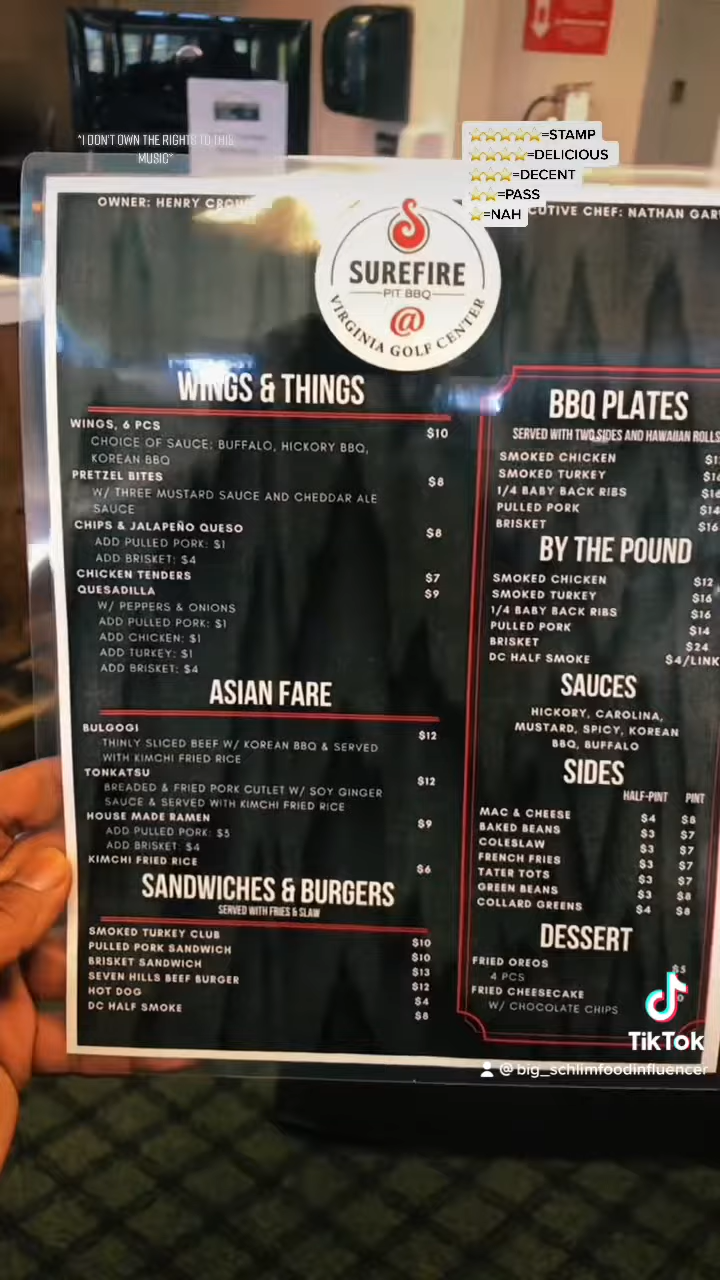 *I DON'T OWN THE RIGHTS TO THIS
MUSIC*
⭐⭐⭐⭐⭐=STAMP
⭐⭐⭐⭐=DELICIOUS
⭐⭐⭐=DECENT
⭐⭐=PASS
⭐=NAH
OWNER: HENRY
CHEF: NATHAN
SUREFIRE
PIT BBQ
@
VIRGINIA GOLF CENTER
WINGS & THINGS
WINGS, 6 PCS $10
CHOICE OF SAUCE: BUFFALO, HICKORY BBQ,
KOREAN BBQ
PRETZEL BITES $8
W/ THREE MUSTARD SAUCE AND CHEDDAR ALE
SAUCE
CHIPS & JALAPEÑO QUESO $8
ADD PULLED PORK: $1
ADD BRISKET: $4
CHICKEN TENDERS $7
QUESADILLA $9
W/ PEPPERS & ONIONS
ADD PULLED PORK: $1
ADD CHICKEN: $1
ADD TURKEY: $1
ADD BRISKET: $4
ASIAN FARE
BULGOGI $12
THINLY SLICED BEEF W/ KOREAN BBQ & SERVED
WITH KIMCHI FRIED RICE
TONKATSU $12
BREADED & FRIED PORK CUTLET W/ SOY GINGER
SAUCE & SERVED WITH KIMCHI FRIED RICE
HOUSE MADE RAMEN $9
ADD PULLED PORK: $3
ADD BRISKET: $4
KIMCHI FRIED RICE $6
SANDWICHES & BURGERS
SERVED WITH FRIES & SLAW
SMOKED TURKEY CLUB $10
PULLED PORK SANDWICH $10
BRISKET SANDWICH $13
SEVEN HILLS BEEF BURGER $12
HOT DOG $4
DC HALF SMOKE $8
BBQ PLATES
SERVED WITH TWO SIDES AND HAWAIIAN ROLLS
SMOKED CHICKEN
SMOKED TURKEY
1/4 BABY BACK RIBS
PULLED PORK $14
BRISKET $16
BY THE POUND
SMOKED CHICKEN $12
SMOKED TURKEY $16
1/4 BABY BACK RIBS $16
PULLED PORK $14
BRISKET $24
DC HALF SMOKE $4/LINK
SAUCES
HICKORY, CAROLINA,
MUSTARD, SPICY, KOREAN
BBQ, BUFFALO
SIDES
HALF-PINT PINT
MAC & CHEESE $4 $8
BAKED BEANS $3 $7
COLESLAW $3 $7
FRENCH FRIES $3 $7
TATER TOTS $3 $7
GREEN BEANS $3 $8
COLLARD GREENS $4 $8
DESSERT
FRIED OREOS $5
4 PCS
FRIED CHEESECAKE
W/ CHOCOLATE CHIPS
TikTok
@big_schlimfoodinfluencer